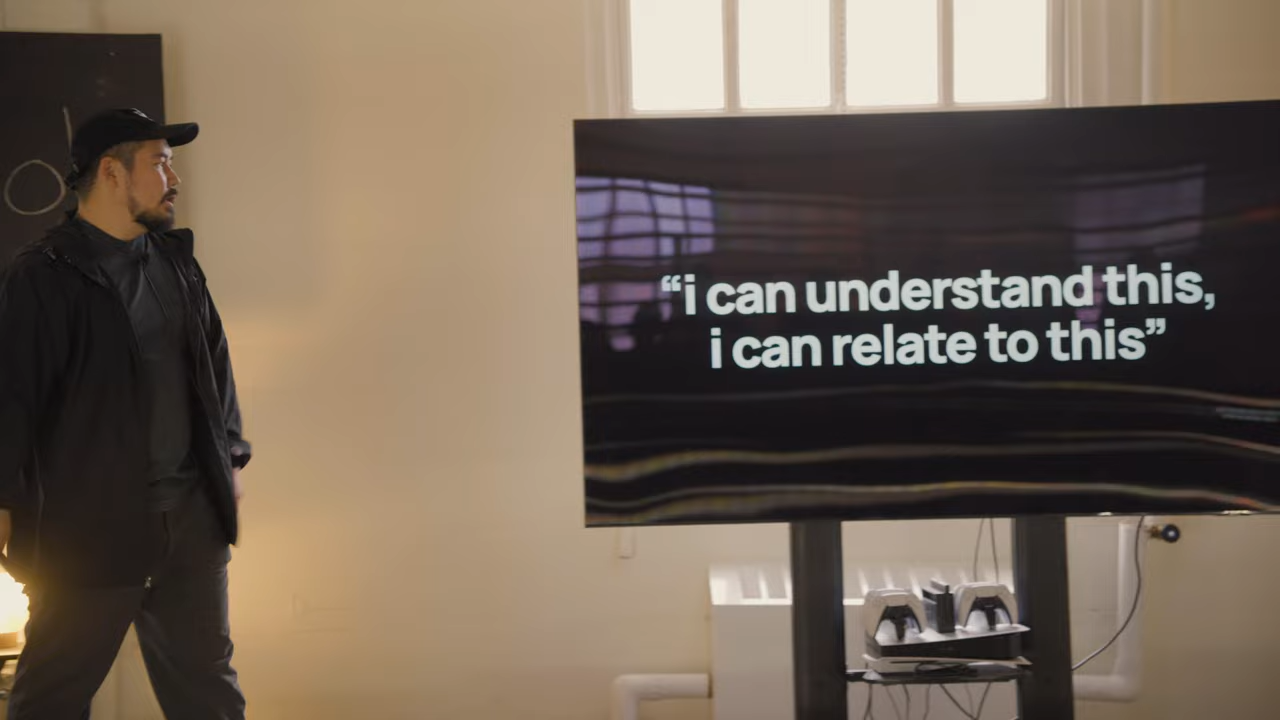 “i can understand this,
i can relate to this”